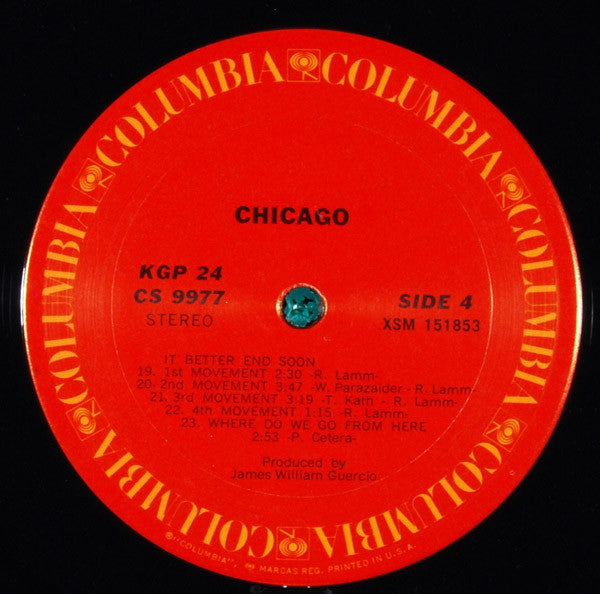 COLUMBIA COLUMBIA COLUMBIA COLUMBIA COLUMBIA COLUMBIA
CHICAGO
KGP 24
CS 9977
STEREO
SIDE 4
XSM 151853
IT BETTER END SOON
19. 1st MOVEMENT 2:30 -R. Lamm-
20. 2nd MOVEMENT 3:47 -W. Parazaider - R. Lamm-
21. 3rd MOVEMENT 3:19 -T. Kath - R. Lamm-
22. 4th MOVEMENT 1:15 -R. Lamm-
23. WHERE DO WE GO FROM HERE
2:53 -P. Cetera-
Produced by
James William Guercio
®"COLUMBIA", MARCAS REG. PRINTED IN U.S.A.